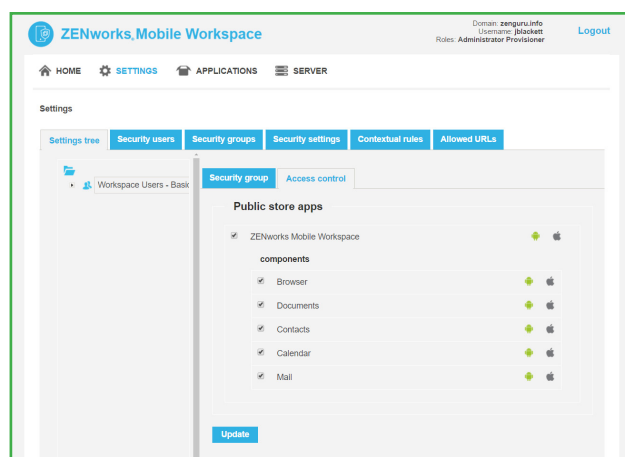 ZENworks Mobile Workspace
Domain: zenguru.info
Username: jblackett
Roles: Administrator Provisioner
Logout
HOME SETTINGS APPLICATIONS SERVER
Settings
Settings tree Security users Security groups Security settings Contextual rules Allowed URLs
Workspace Users - Basic
Security group Access control
Public store apps
ZENworks Mobile Workspace
components
Browser
Documents
Contacts
Calendar
Mail
Update